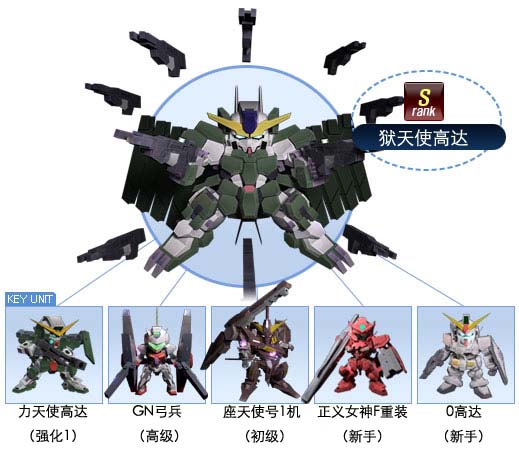 S
rank
獄天使高达
KEY UNIT
力天使高达
（强化1）
GN弓兵
（高级）
座天使号1机
（初级）
正义女神F重装
（新手）
0高达
（新手）